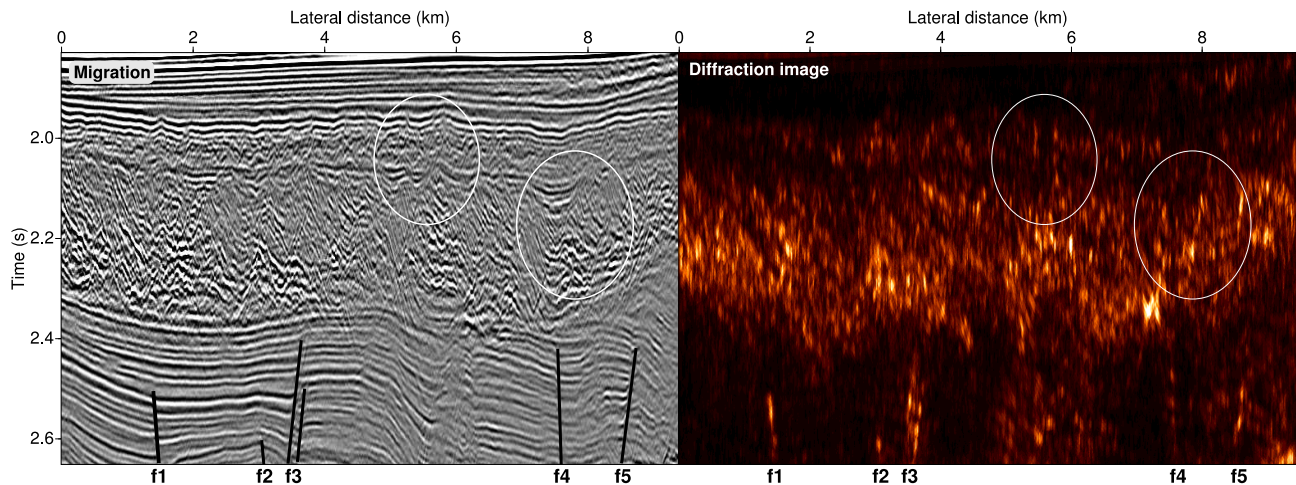 Lateral distance (km) Lateral distance (km)
0 2 4 6 8 0 2 4 6 8
Migration Diffraction image
2.0
2.2
Time (s)
2.4
2.6
f1 f2 f3 f4 f5 f1 f2 f3 f4 f5